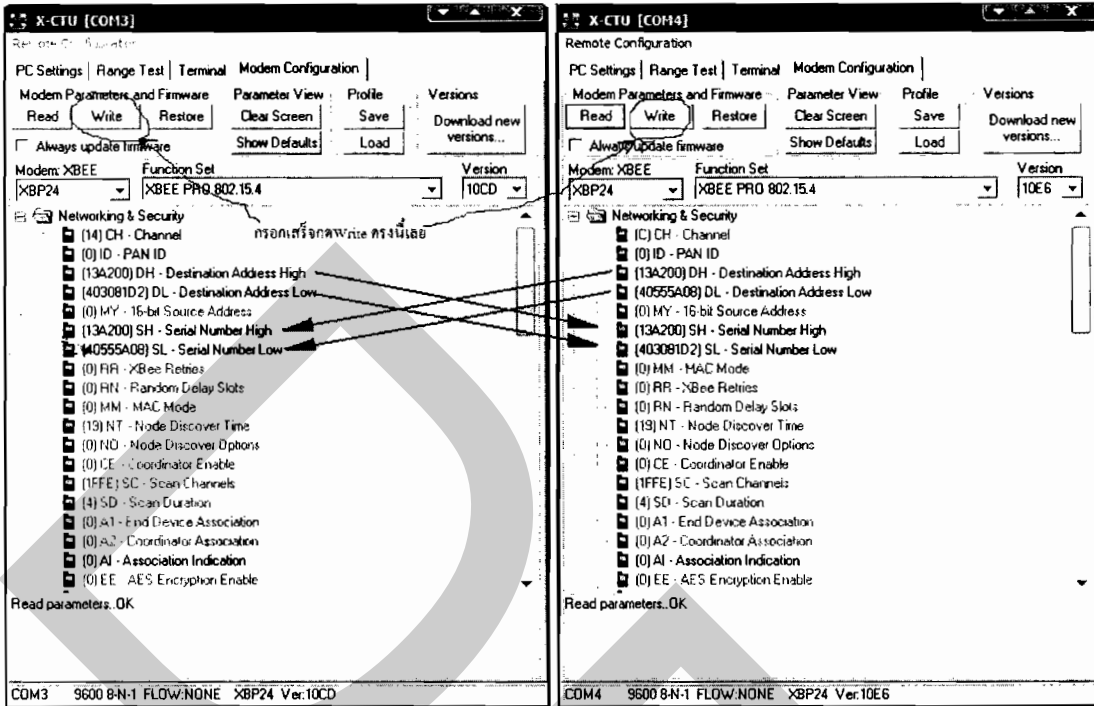 X-CTU [COM3]
PC Settings | Range Test | Terminal Modem Configuration
Modem Parameters and Firmware Parameter View Profile Versions
Read Write Restore Clear Screen Save Download new versions...
Always update firmware Show Defaults Load
Modem: XBEE Function Set Version
XBP24 XBEE PRO 802.15.4 10CD
Networking & Security
(14) CH - Channel
กรอกเสร็จกดWrite ตรงนี้เลย
(0) ID - PAN ID
(13A200) DH - Destination Address High
(403081D2) DL - Destination Address Low
(0) MY - 16-bit Source Address
(13A200) SH - Serial Number High
(40555A08) SL - Serial Number Low
(0) RR - XBee Retries
(0) RN - Random Delay Slots
(0) MM - MAC Mode
(19) NT - Node Discover Time
(0) NO - Node Discover Options
(0) CE - Coordinator Enable
(1FFE) SC - Scan Channels
(4) SD - Scan Duration
(0) A1 - End Device Association
(0) A2 - Coordinator Association
(0) AI - Association Indication
(0) EE - AES Encryption Enable
Read parameters..OK
COM3 9600 8-N-1 FLOW:NONE XBP24 Ver:10CD
X-CTU [COM4]
Remote Configuration
PC Settings | Range Test | Terminal Modem Configuration
Modem Parameters and Firmware Parameter View Profile Versions
Read Write Restore Clear Screen Save Download new versions...
Always update firmware Show Defaults Load
Modem: XBEE Function Set Version
XBP24 XBEE PRO 802.15.4 10E6
Networking & Security
(C) CH - Channel
(0) ID - PAN ID
(13A200) DH - Destination Address High
(40555A08) DL - Destination Address Low
(0) MY - 16-bit Source Address
(13A200) SH - Serial Number High
(403081D2) SL - Serial Number Low
(0) MM - MAC Mode
(0) RR - XBee Retries
(0) RN - Random Delay Slots
(19) NT - Node Discover Time
(0) NO - Node Discover Options
(0) CE - Coordinator Enable
(1FFE) SC - Scan Channels
(4) SD - Scan Duration
(0) A1 - End Device Association
(0) A2 - Coordinator Association
(0) AI - Association Indication
(0) EE - AES Encryption Enable
Read parameters..OK
COM4 9600 8-N-1 FLOW:NONE XBP24 Ver:10E6